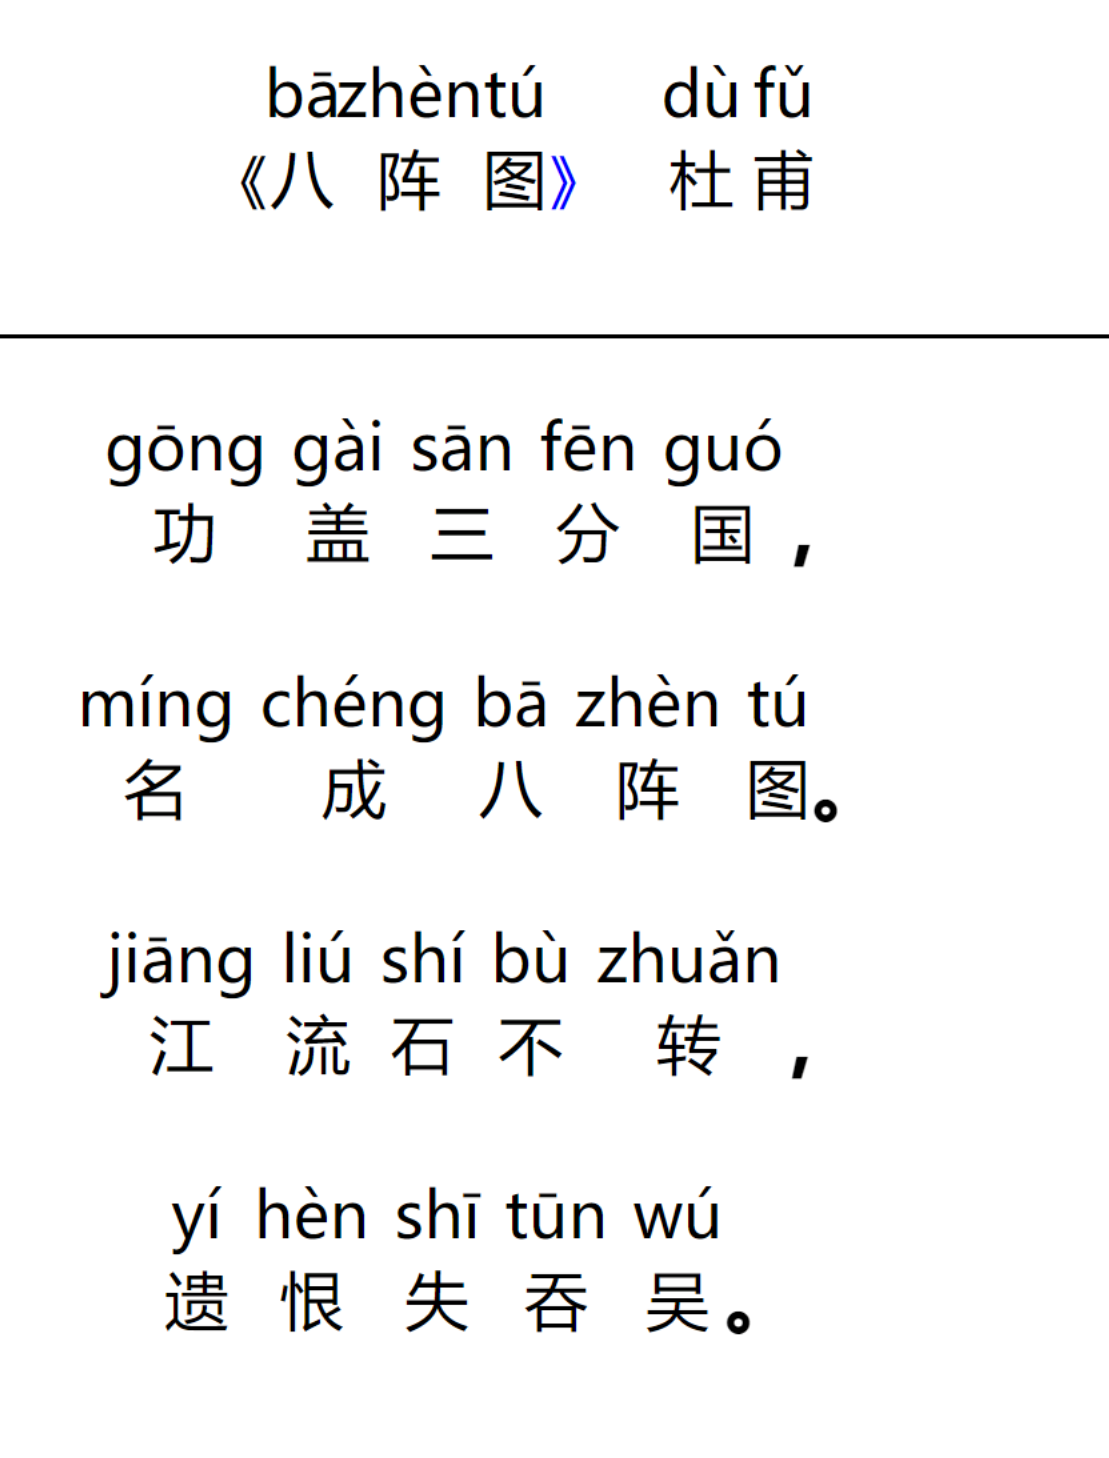 bāzhèntú dùfǔ
《八阵图》 杜甫
gōng gài sān fēn guó
功盖三分国，
míng chéng bā zhèn tú
名成八阵图。
jiāng liú shí bù zhuǎn
江流石不转，
yí hèn shī tūn wú
遗恨失吞吴。